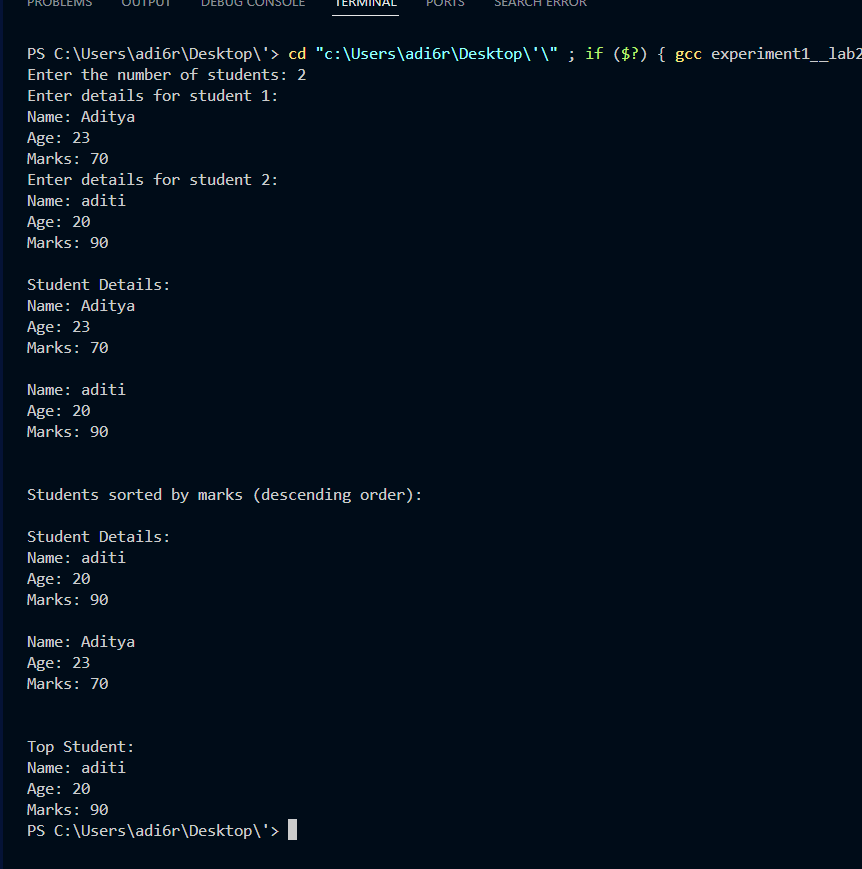 PROBLEMS OUTPUT DEBUG CONSOLE TERMINAL PORTS SEARCH ERROR
PS C:\Users\adi6r\Desktop\'> cd "c:\Users\adi6r\Desktop\'\" ; if ($?) { gcc experiment1__lab2
Enter the number of students: 2
Enter details for student 1:
Name: Aditya
Age: 23
Marks: 70
Enter details for student 2:
Name: aditi
Age: 20
Marks: 90
Student Details:
Name: Aditya
Age: 23
Marks: 70
Name: aditi
Age: 20
Marks: 90
Students sorted by marks (descending order):
Student Details:
Name: aditi
Age: 20
Marks: 90
Name: Aditya
Age: 23
Marks: 70
Top Student:
Name: aditi
Age: 20
Marks: 90
PS C:\Users\adi6r\Desktop\'>